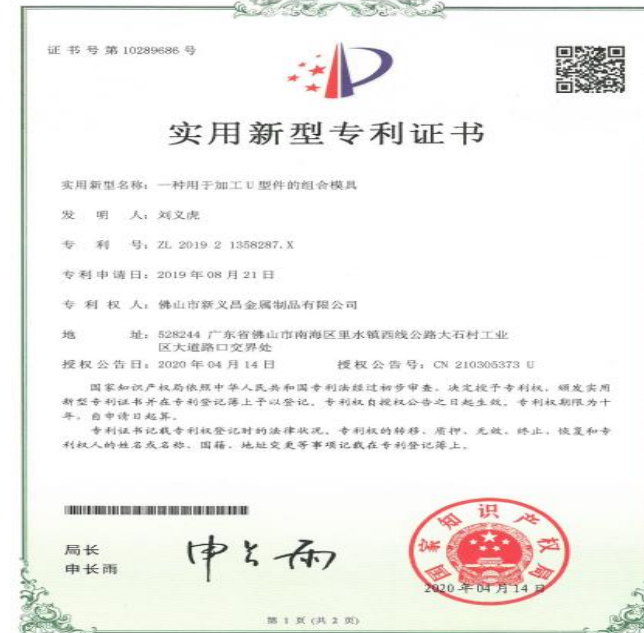 证书号第10289686号
实用新型专利证书
实用新型名称：一种用于加工U型件的组合模具
发明人：刘义虎
专利号：ZL 2019 2 1358287.X
专利申请日：2019年08月21日
专利权人：佛山市新义昌金属制品有限公司
地址：528244 广东省佛山市南海区里水镇西线公路大石村工业
区大道路口交界处
授权公告日：2020年04月14日 授权公告号：CN 210305373 U
国家知识产权局依照中华人民共和国专利法经过初步审查，决定授予专利权，颁发实用
新型专利证书并在专利登记簿上予以登记。专利权自授权公告之日起生效。专利权期限为十
年，自申请日起算。
专利证书记载专利权登记时的法律状况。专利权的转移、质押、无效、终止、恢复和专
利权人的姓名或名称、国籍、地址变更等事项记载在专利登记簿上。
局长
申长雨
申长雨
国家知识产权局
2020年04月14日
第 1 页 (共 2 页)